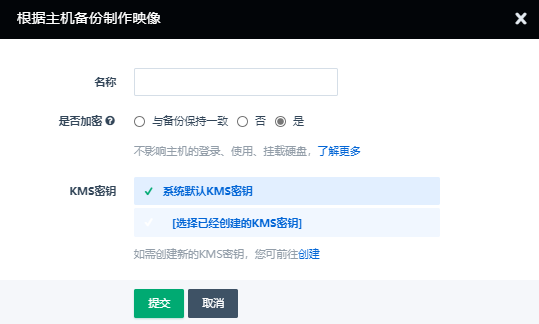 根据主机备份制作映像
名称
是否加密 与备份保持一致 否 是
不影响主机的登录、使用、挂载硬盘，了解更多
KMS密钥 系统默认KMS密钥
[选择已经创建的KMS密钥]
如需创建新的KMS密钥，您可前往创建
提交 取消